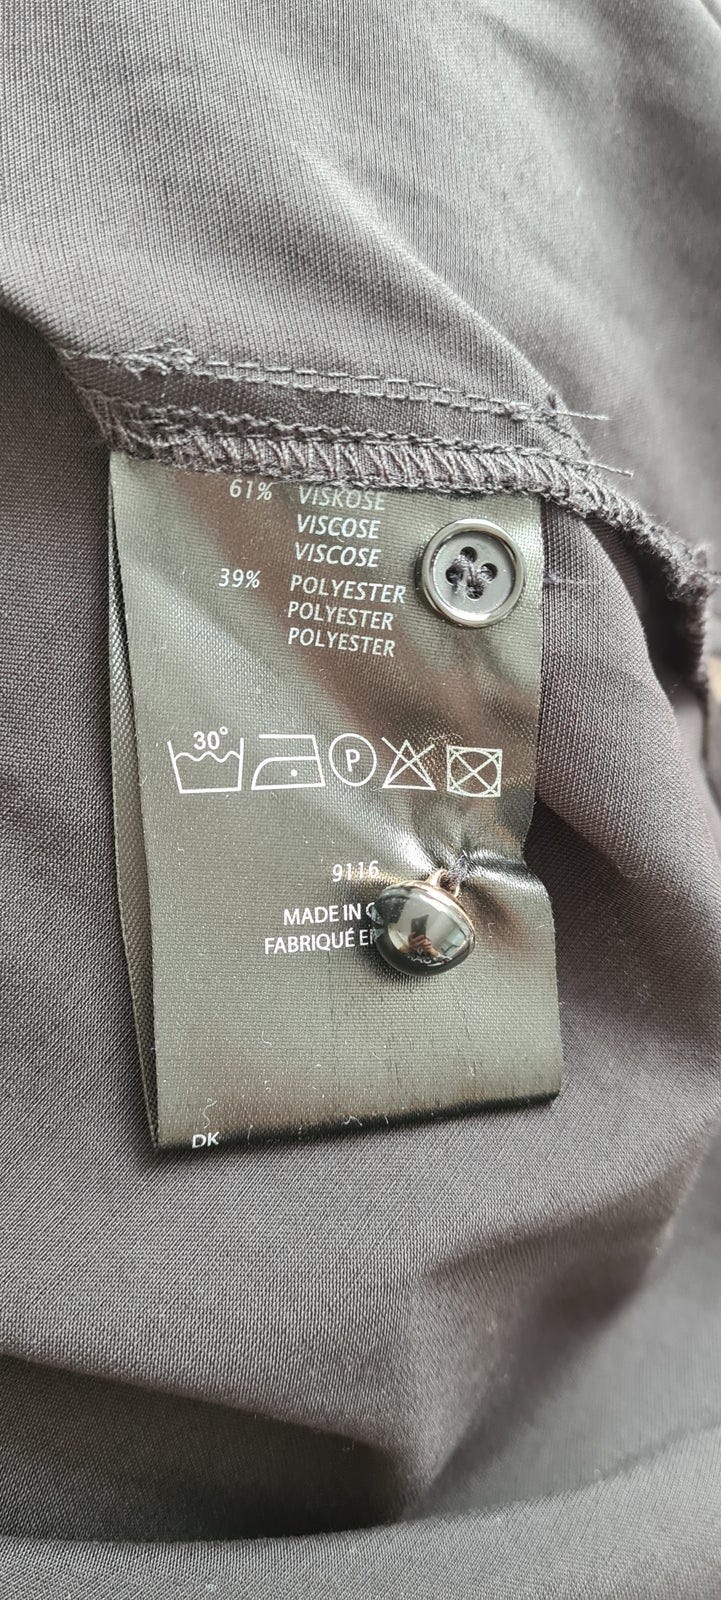 61% VISKOSE
VISCOSE
VISCOSE
39% POLYESTER
POLYESTER
POLYESTER
30°
P
9116
MADE IN
FABRIQUÉ
DK